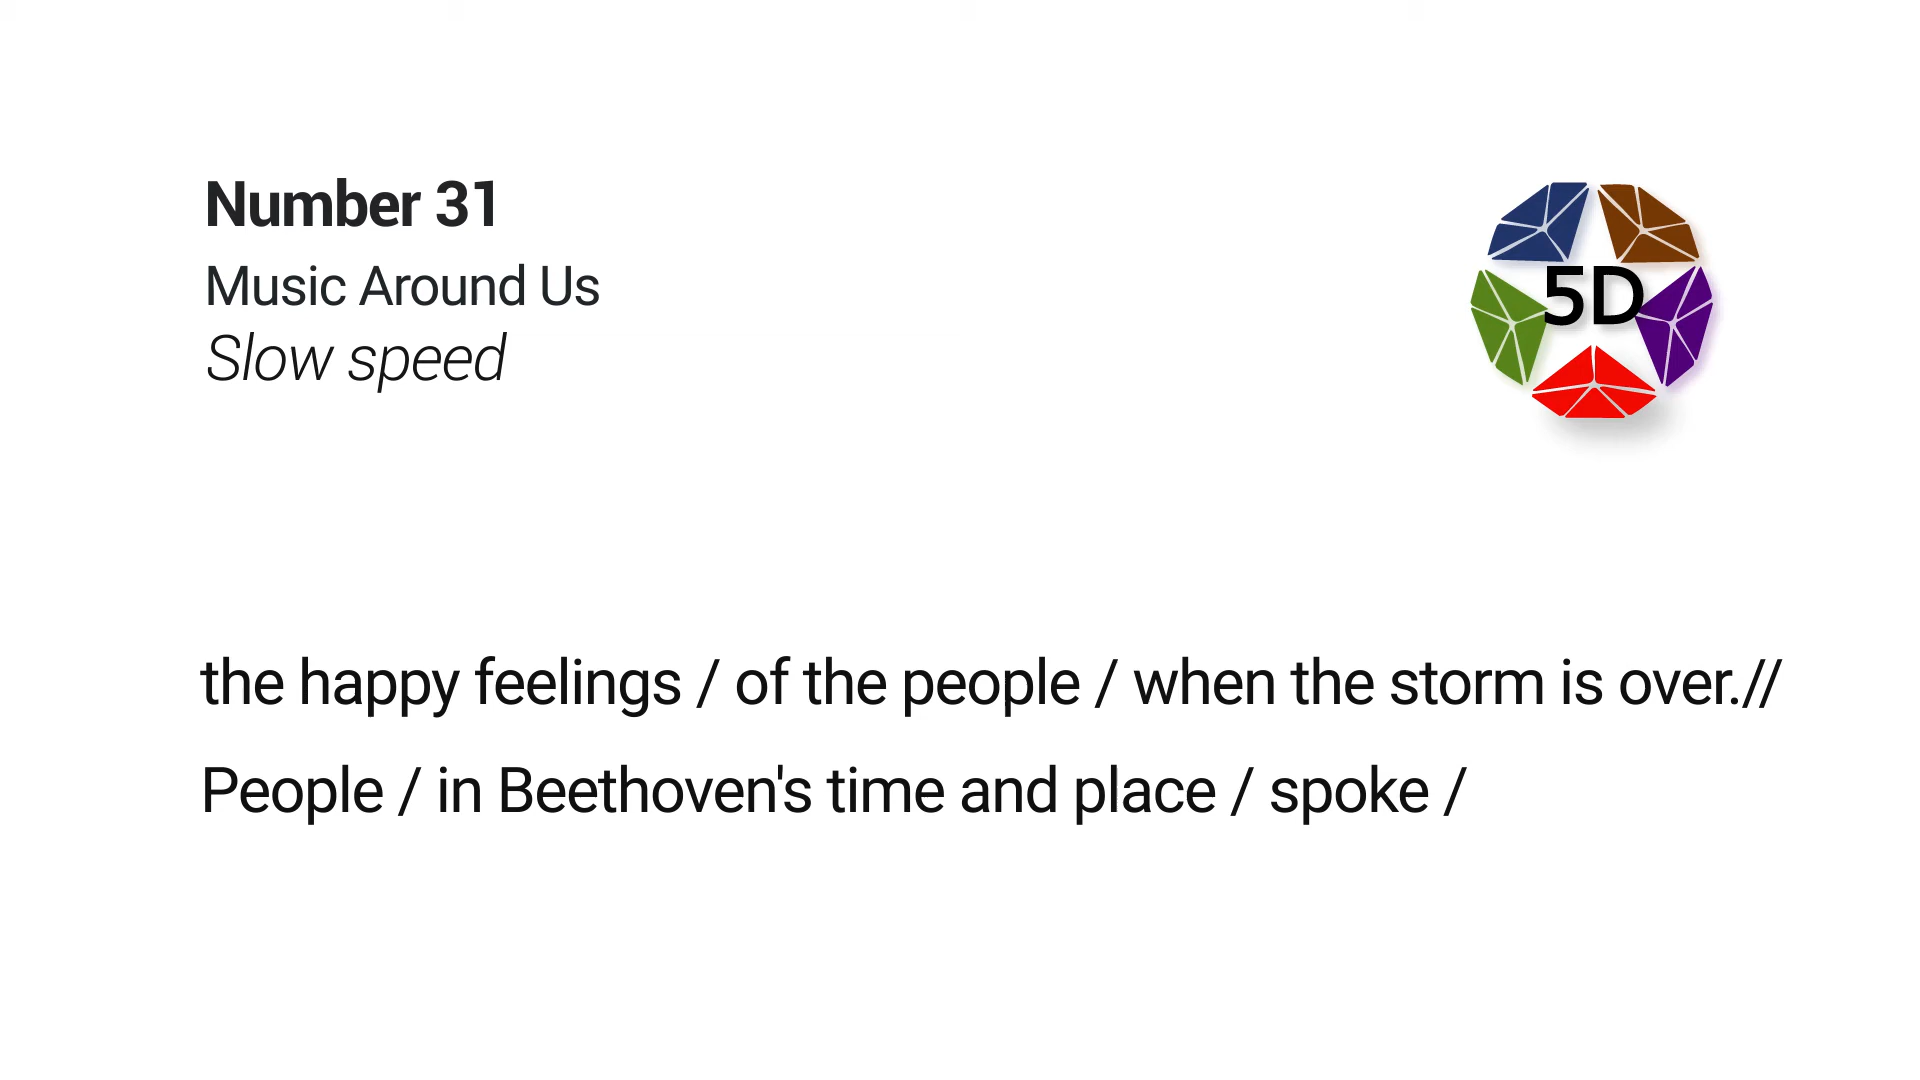 Number 31
Music Around Us
Slow speed
5D
the happy feelings / of the people / when the storm is over.//
People / in Beethoven's time and place / spoke /